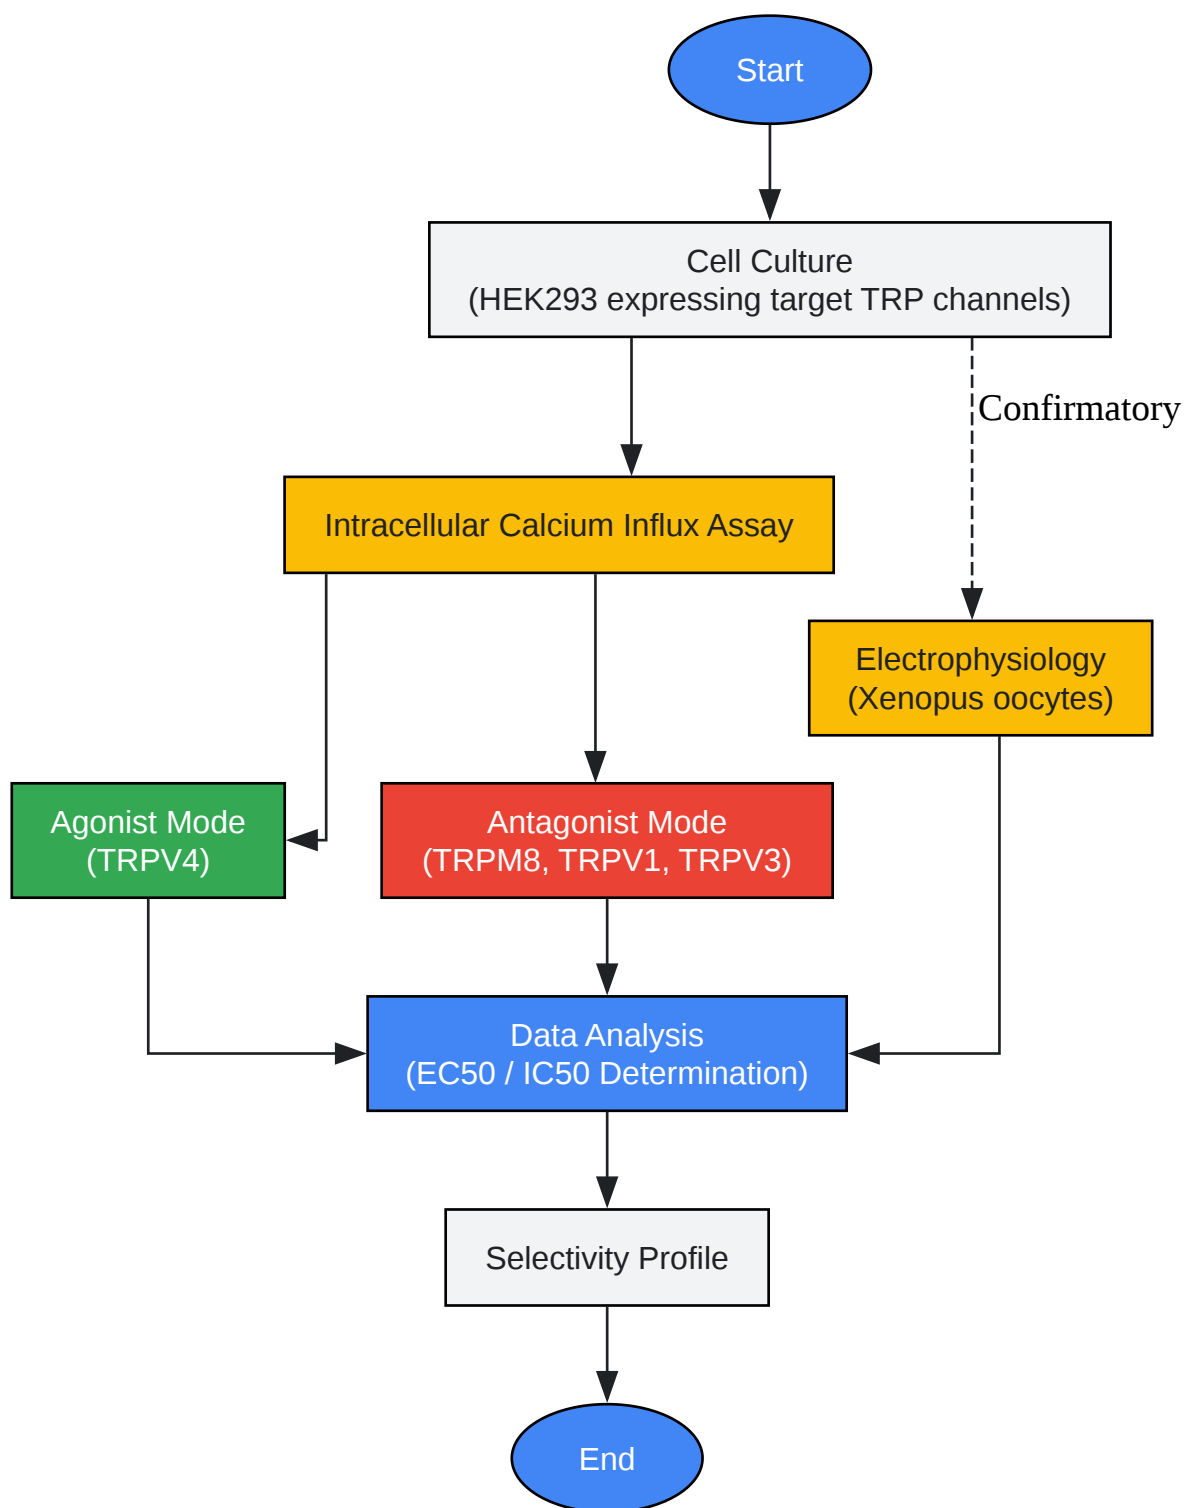 Start
Cell Culture
(HEK293 expressing target TRP channels)
Confirmatory
Intracellular Calcium Influx Assay
Electrophysiology
(Xenopus oocytes)
Agonist Mode
(TRPV4)
Antagonist Mode
(TRPM8, TRPV1, TRPV3)
Data Analysis
(EC50 / IC50 Determination)
Selectivity Profile
End